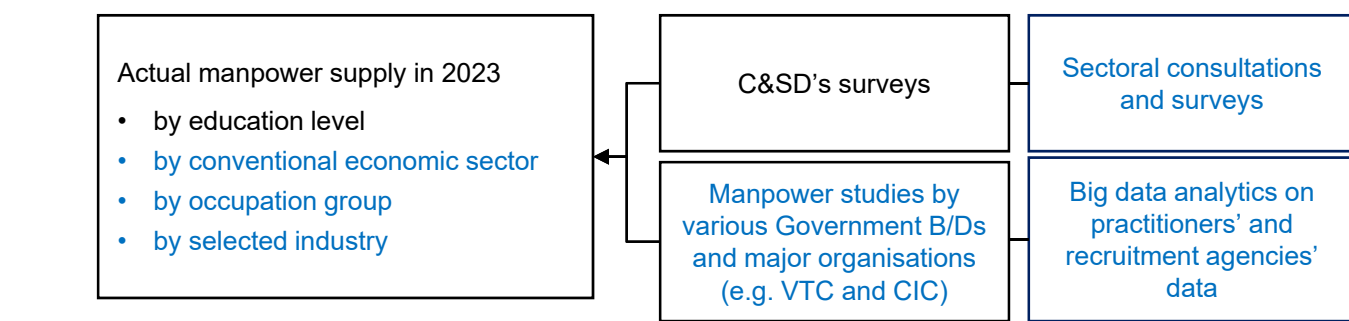 Actual manpower supply in 2023
• by education level
• by conventional economic sector
• by occupation group
• by selected industry
C&SD’s surveys
Sectoral consultations
and surveys
Manpower studies by
various Government B/Ds
and major organisations
(e.g. VTC and CIC)
Big data analytics on
practitioners’ and
recruitment agencies’
data